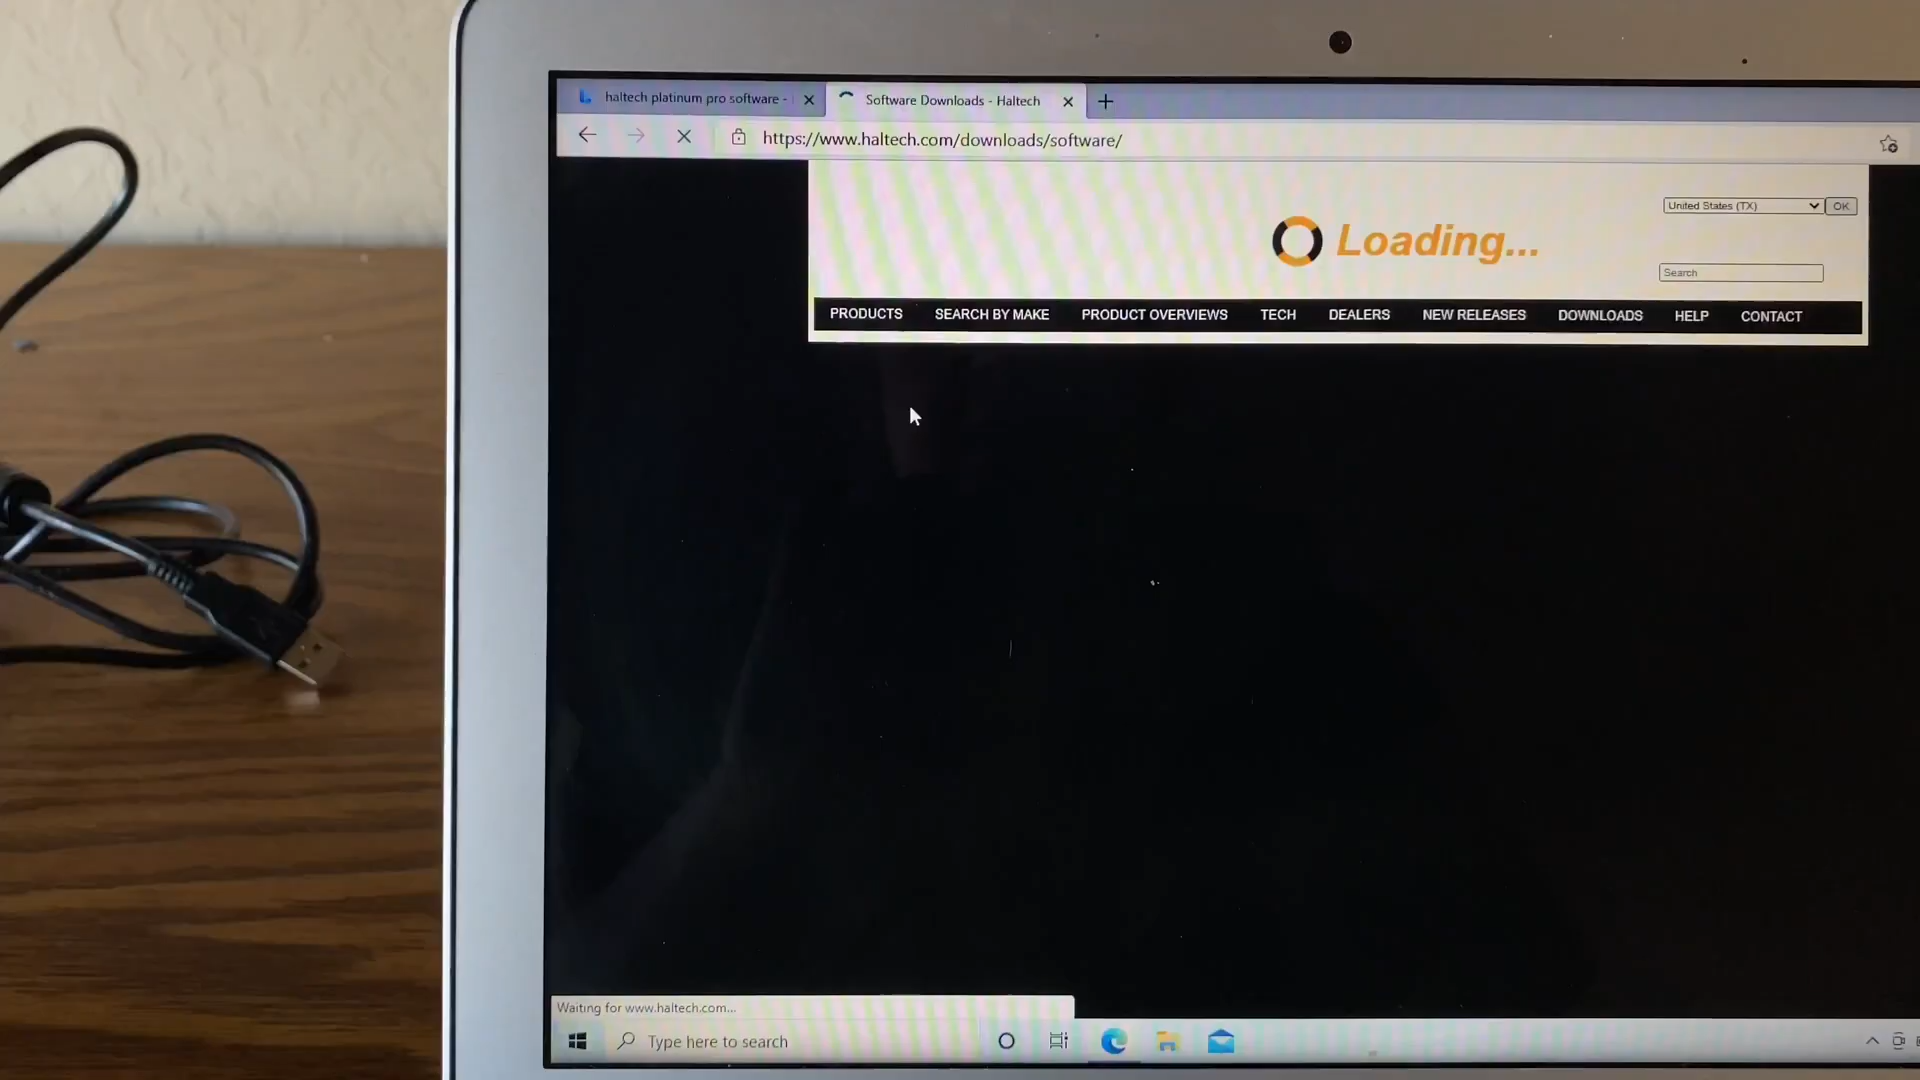 haltech platinum pro software -
Software Downloads - Haltech
https://www.haltech.com/downloads/software/
United States (TX)
OK
Loading...
Search
PRODUCTS
SEARCH BY MAKE
PRODUCT OVERVIEWS
TECH
DEALERS
NEW RELEASES
DOWNLOADS
HELP
CONTACT
Waiting for www.haltech.com...
Type here to search